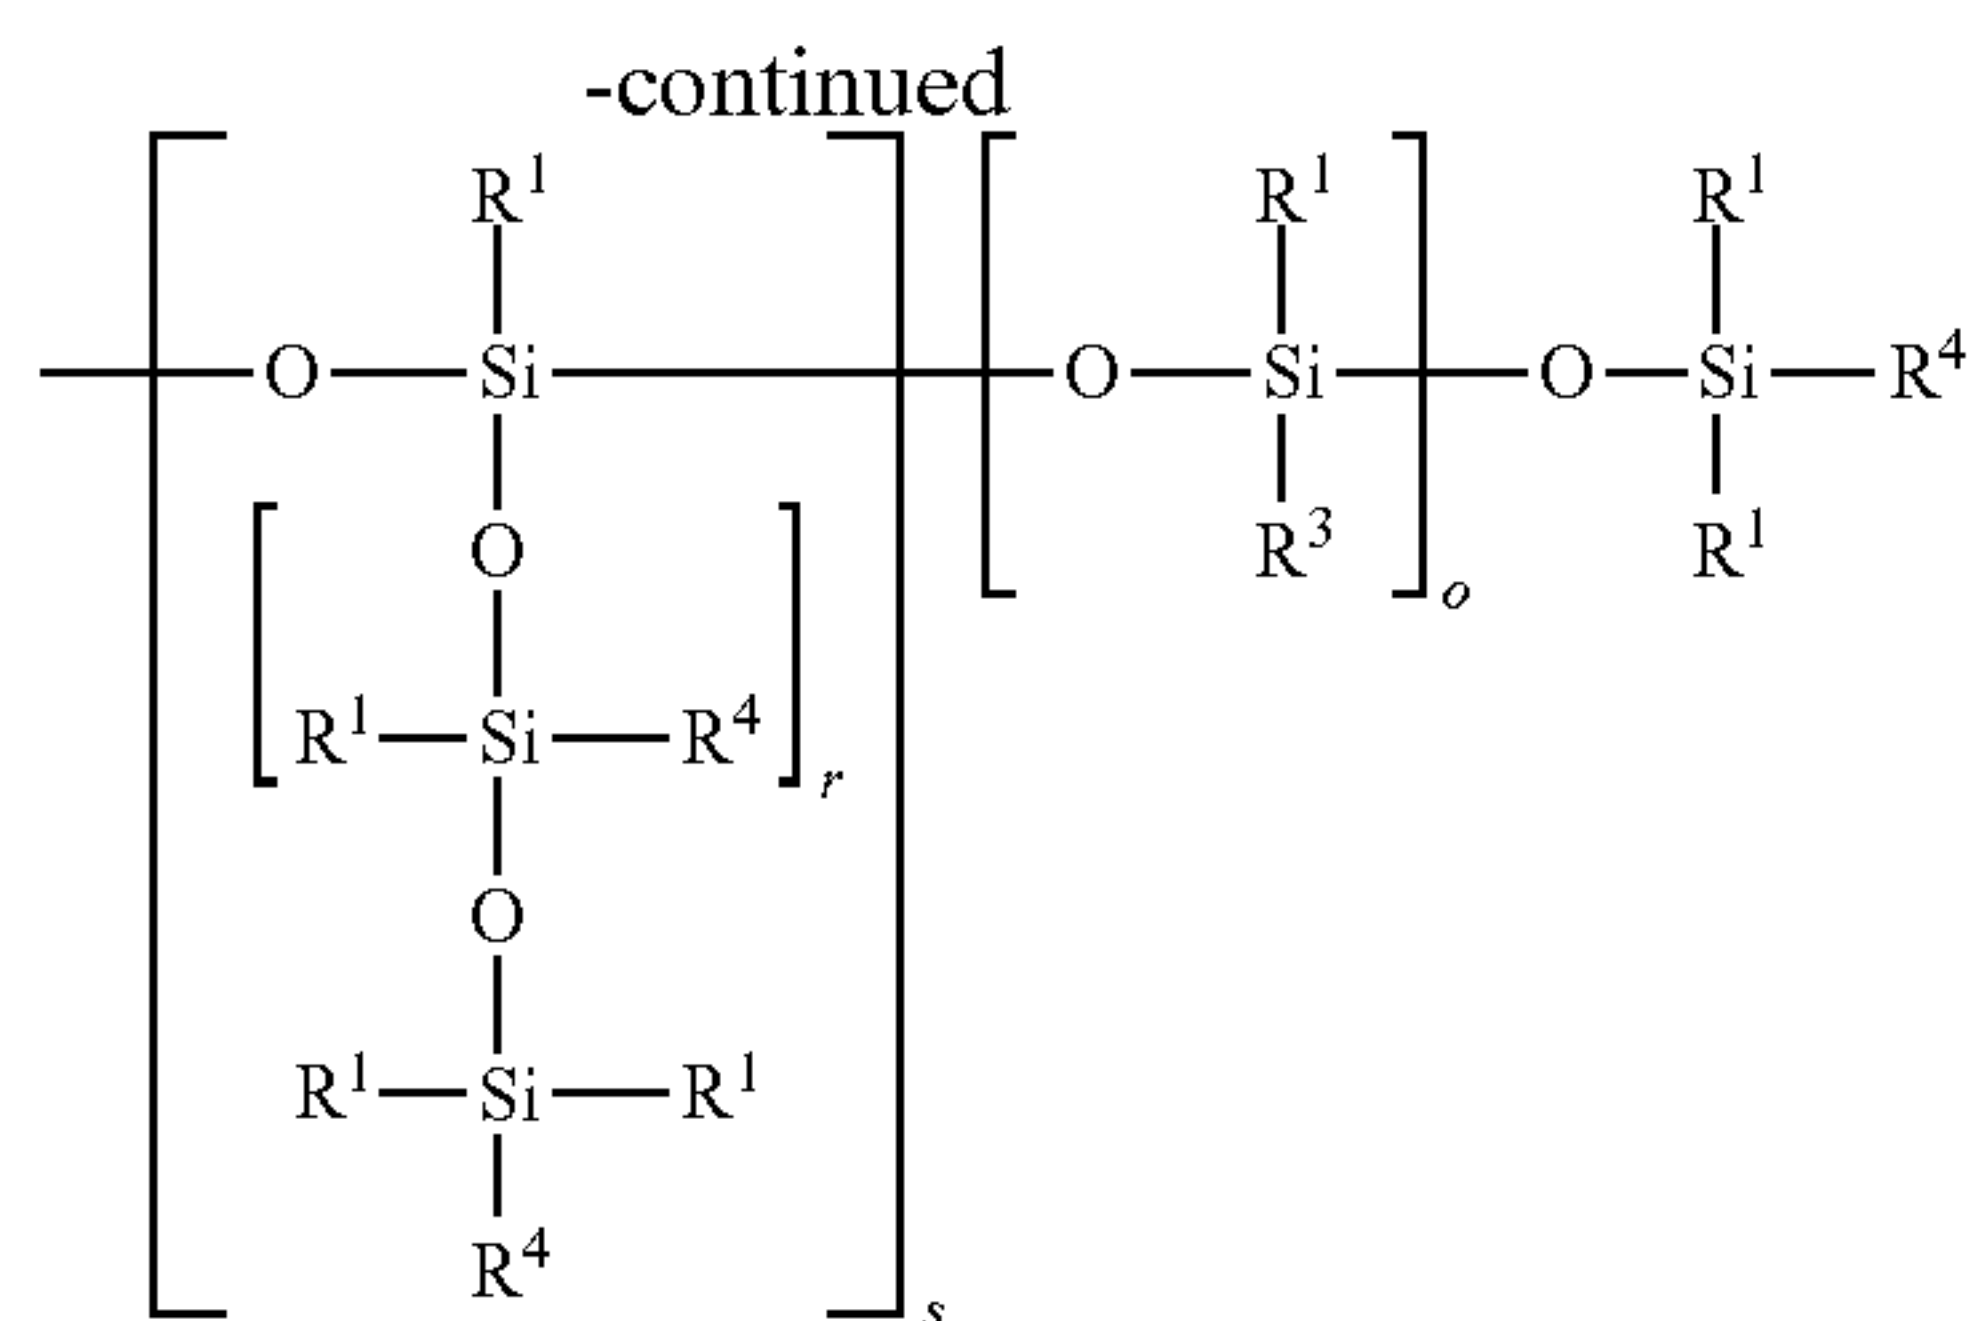 -continued
R¹ R¹ R¹
O Si O Si O Si R⁴
O R³ o R¹
R¹ Si R⁴ r
O
R¹ Si R¹
R⁴
s